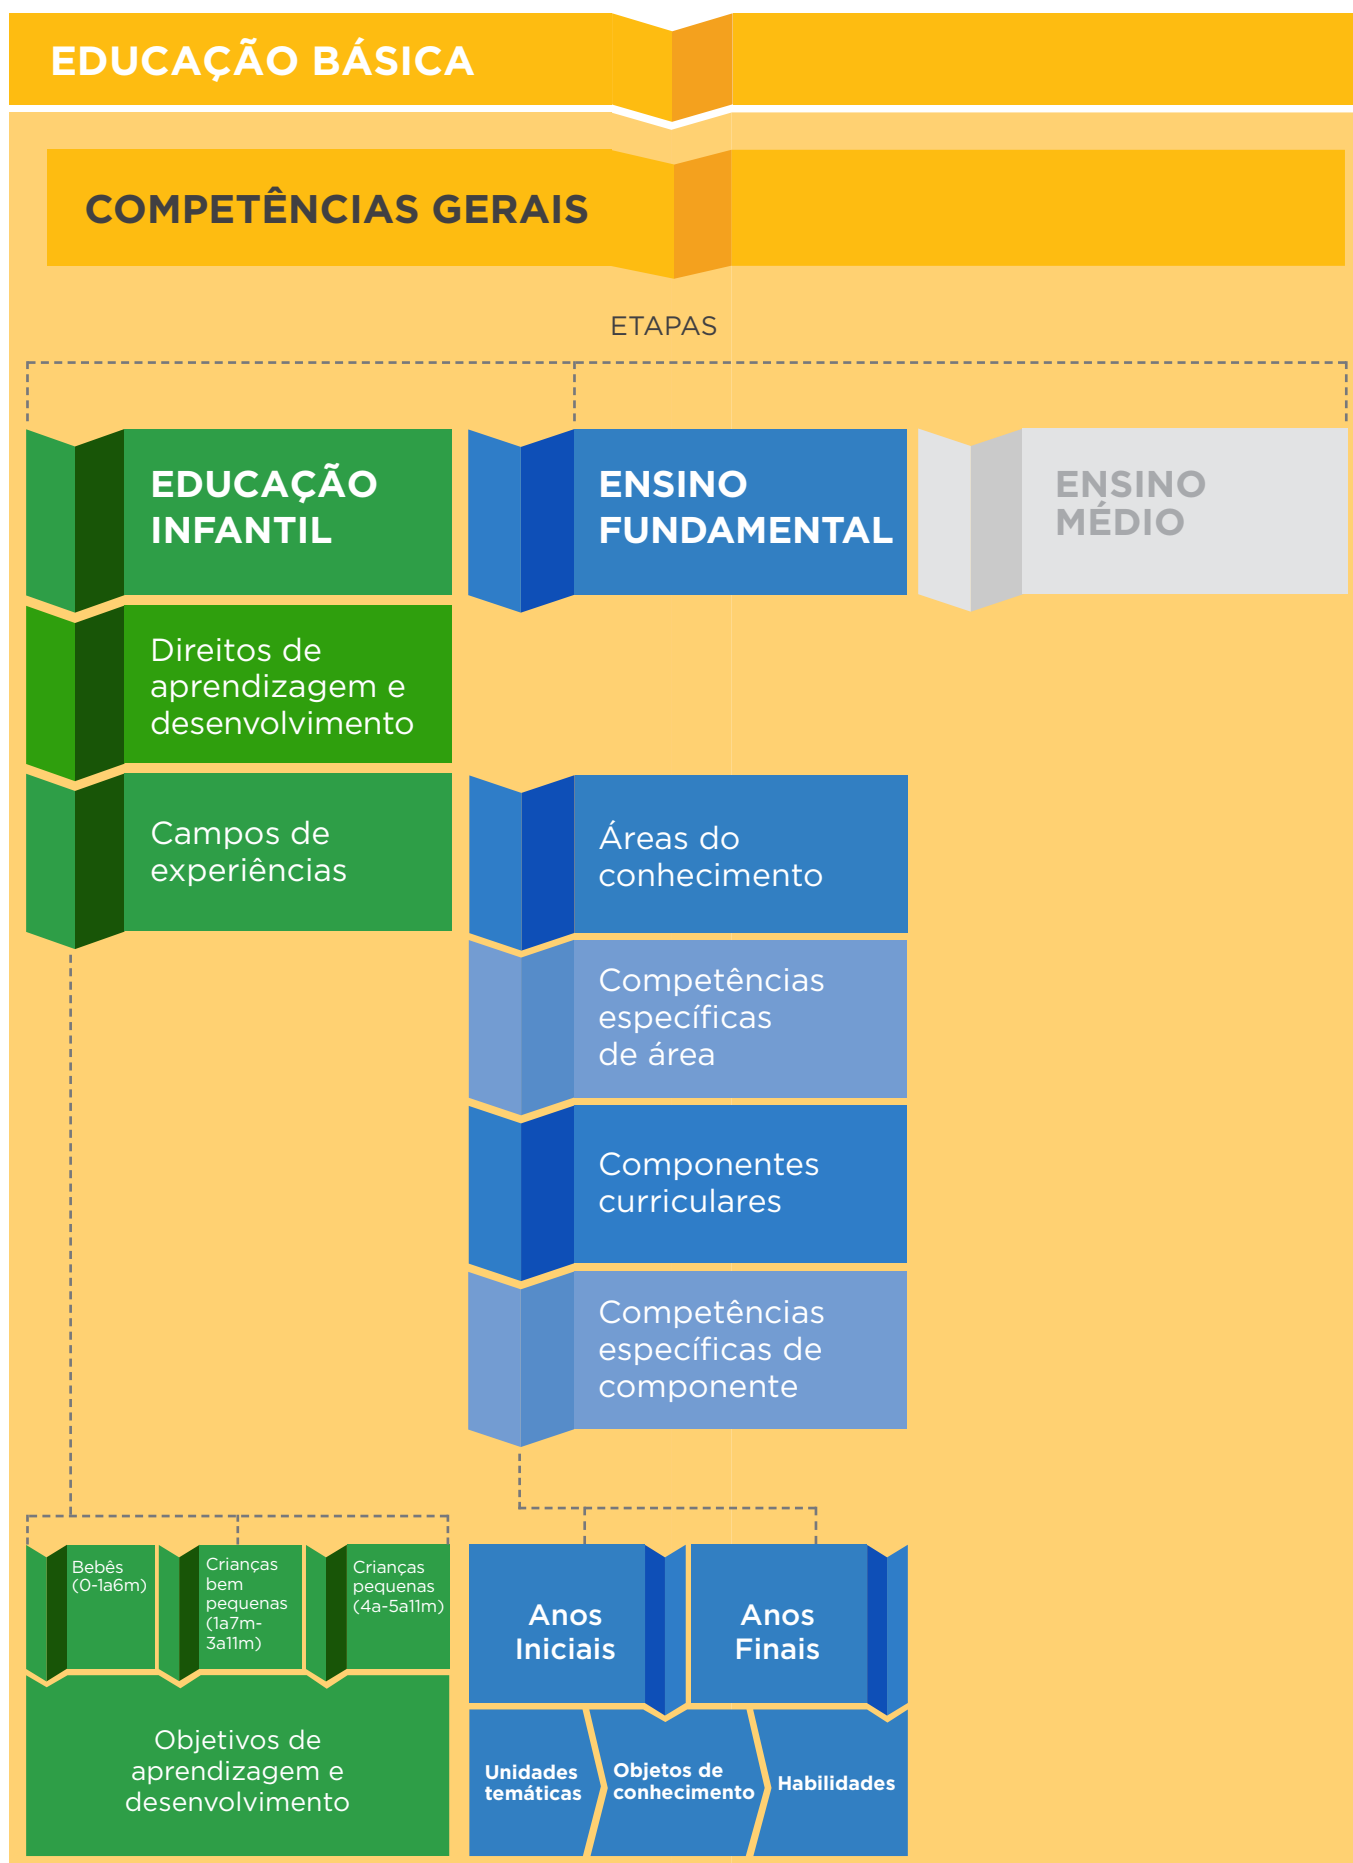 EDUCAÇÃO BÁSICA
COMPETÊNCIAS GERAIS
ETAPAS
EDUCAÇÃO
INFANTIL
Direitos de
aprendizagem e
desenvolvimento
Campos de
experiências
Bebês
(0-1a6m)
Crianças
bem
pequenas
(1a7m-
3a11m)
Crianças
pequenas
(4a-5a11m)
Objetivos de
aprendizagem e
desenvolvimento
ENSINO
FUNDAMENTAL
Áreas do
conhecimento
Competências
específicas
de área
Componentes
curriculares
Competências
específicas de
componente
Anos
Iniciais
Anos
Finais
Unidades
temáticas
Objetos de
conhecimento
Habilidades
ENSINO
MÉDIO